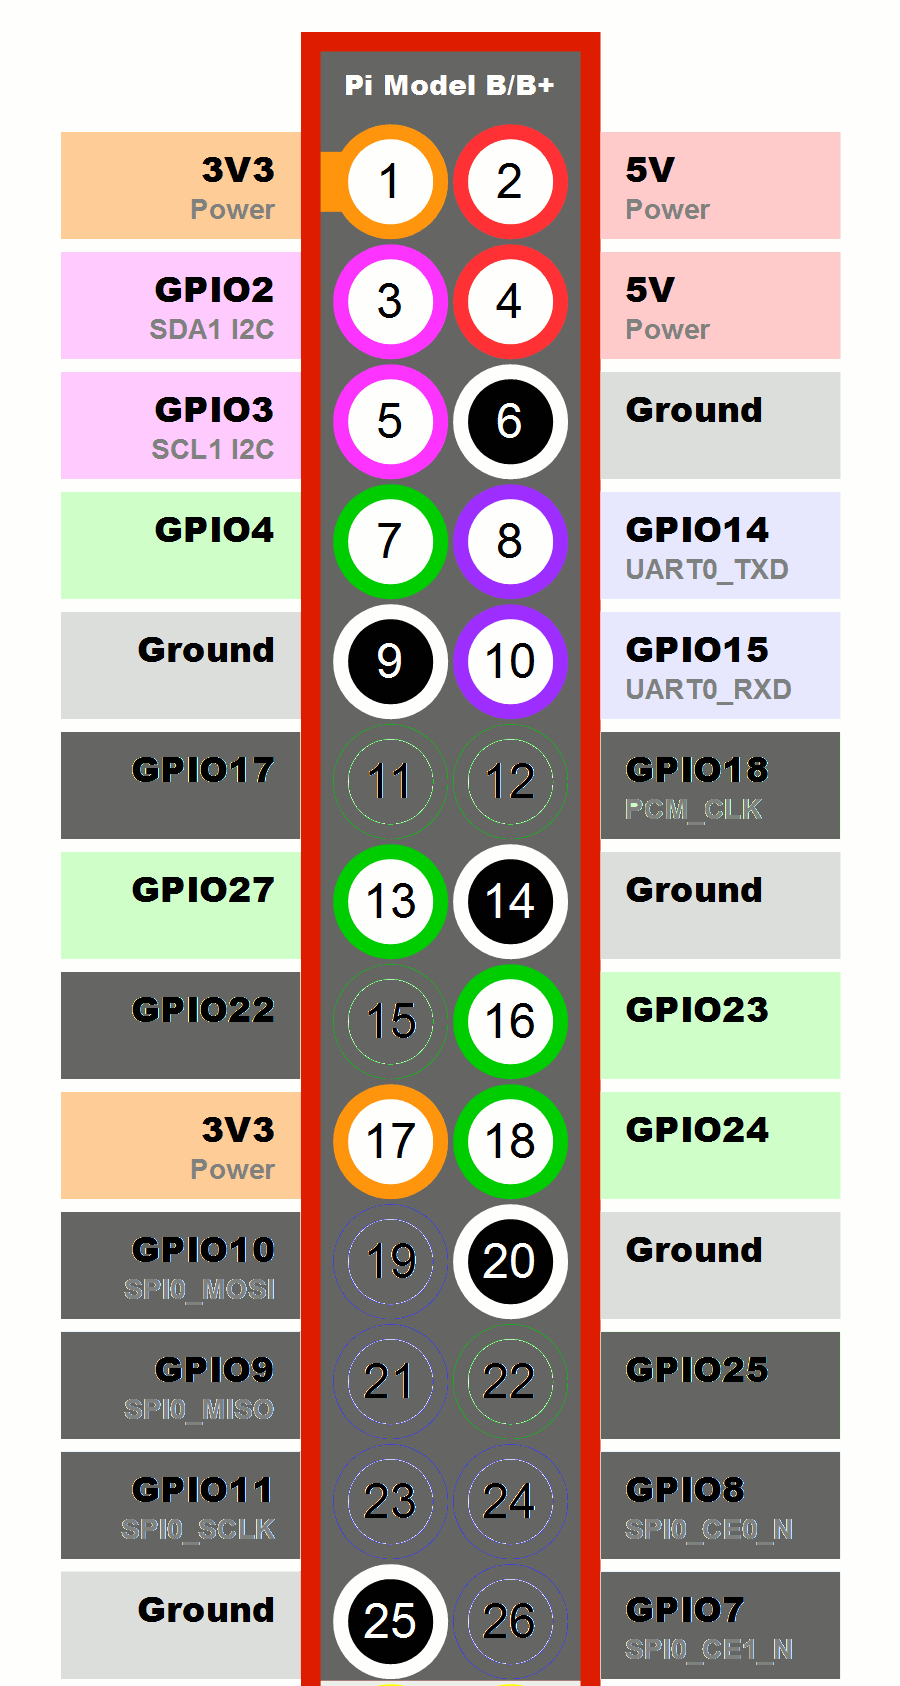 Pi Model B/B+
3V3 1 2 5V
Power Power
GPIO2 3 4 5V
SDA1 I2C Power
GPIO3 5 6 Ground
SCL1 I2C
GPIO4 7 8 GPIO14
UART0_TXD
Ground 9 10 GPIO15
UART0_RXD
GPIO17 11 12 GPIO18
PCM_CLK
GPIO27 13 14 Ground
GPIO22 15 16 GPIO23
3V3 17 18 GPIO24
Power
GPIO10 19 20 Ground
SPI0_MOSI
GPIO9 21 22 GPIO25
SPI0_MISO
GPIO11 23 24 GPIO8
SPI0_SCLK SPI0_CE0_N
Ground 25 26 GPIO7
SPI0_CE1_N